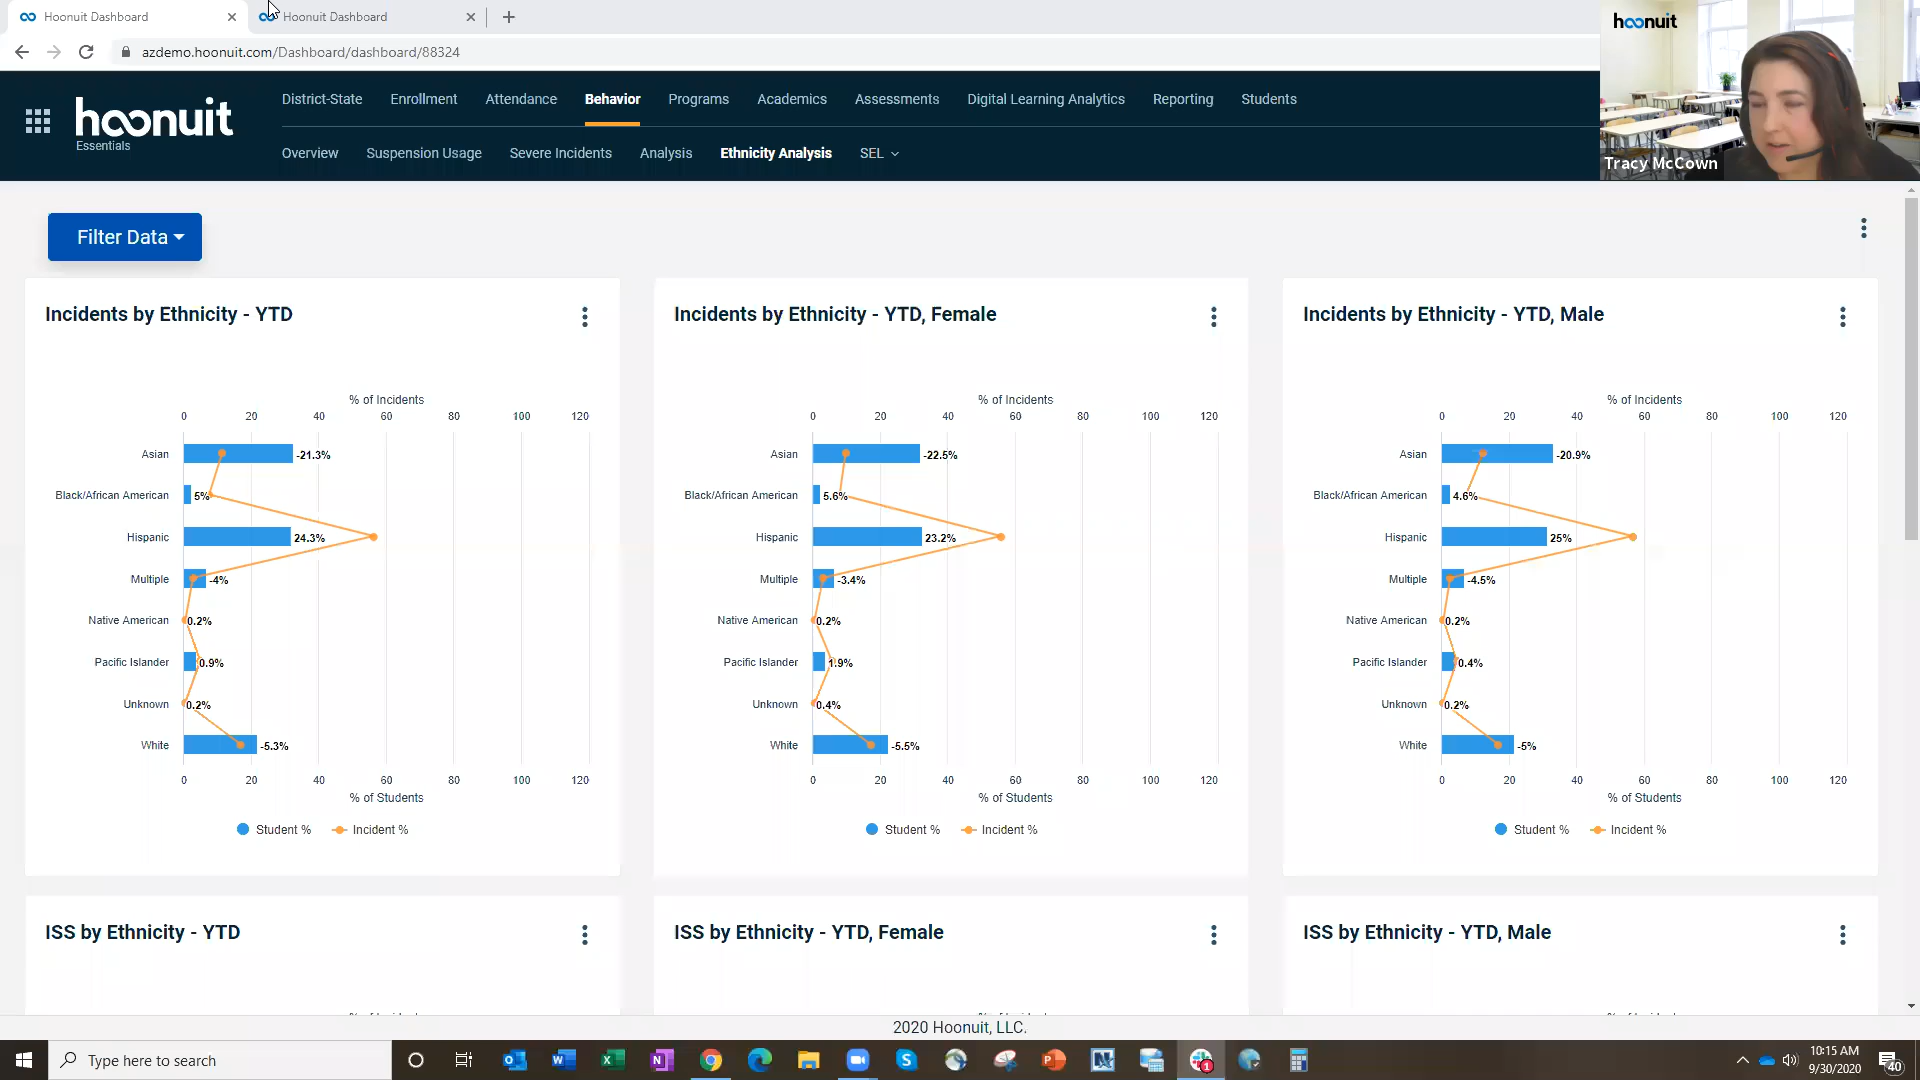 Hoonuit Dashboard
Hoonuit Dashboard
azdemo.hoonuit.com/Dashboard/dashboard/88324
hoonuit
Tracy McCown
hoonuit
Essentials
District-State Enrollment Attendance Behavior Programs Academics Assessments Digital Learning Analytics Reporting Students
Overview Suspension Usage Severe Incidents Analysis Ethnicity Analysis SEL
Filter Data
Incidents by Ethnicity - YTD
% of Incidents
0 20 40 60 80 100 120
Asian -21.3%
Black/African American 5%
Hispanic 24.3%
Multiple -4%
Native American 0.2%
Pacific Islander 0.9%
Unknown 0.2%
White -5.3%
0 20 40 60 80 100 120
% of Students
Student % Incident %
Incidents by Ethnicity - YTD, Female
% of Incidents
0 20 40 60 80 100 120
Asian -22.5%
Black/African American 5.6%
Hispanic 23.2%
Multiple -3.4%
Native American 0.2%
Pacific Islander 1.9%
Unknown 0.4%
White -5.5%
0 20 40 60 80 100 120
% of Students
Student % Incident %
Incidents by Ethnicity - YTD, Male
% of Incidents
0 20 40 60 80 100 120
Asian -20.9%
Black/African American 4.6%
Hispanic 25%
Multiple -4.5%
Native American 0.2%
Pacific Islander 0.4%
Unknown 0.2%
White -5%
0 20 40 60 80 100 120
% of Students
Student % Incident %
ISS by Ethnicity - YTD
ISS by Ethnicity - YTD, Female
ISS by Ethnicity - YTD, Male
2020 Hoonuit, LLC.
Type here to search
10:15 AM
9/30/2020
40